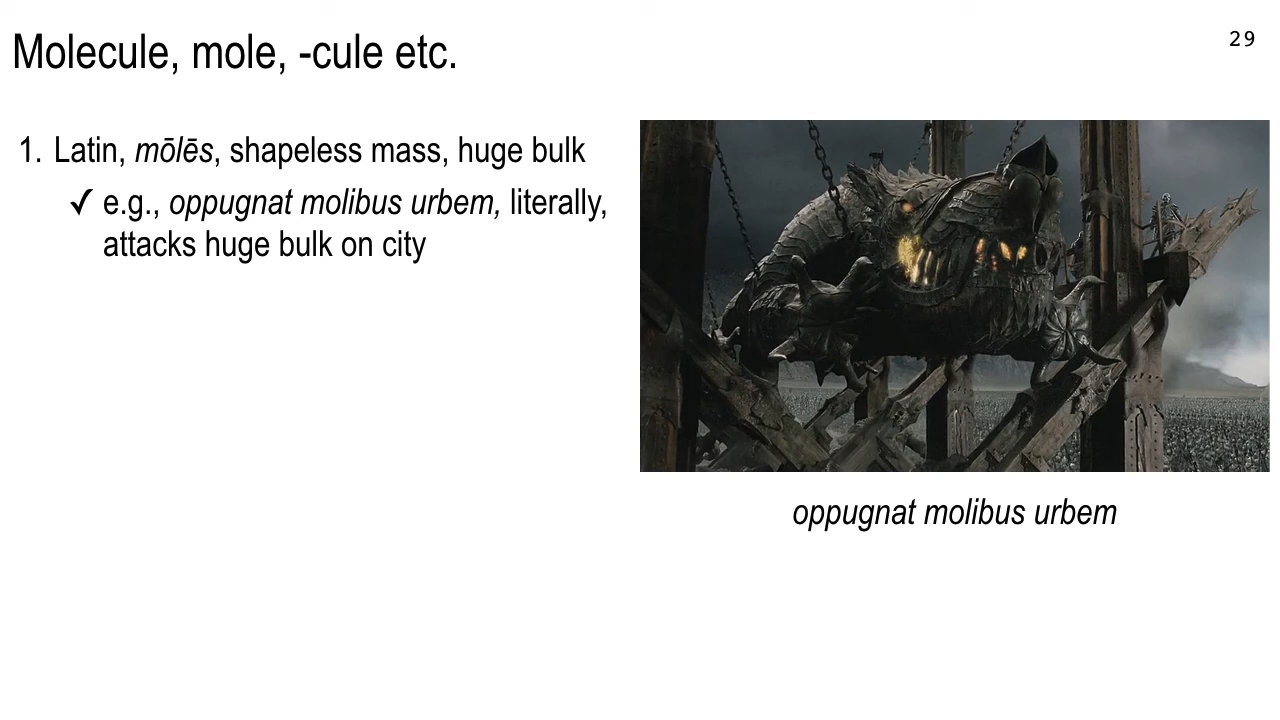 Molecule, mole, -cule etc.
29
1. Latin, mōlēs, shapeless mass, huge bulk
✓ e.g., oppugnat molibus urbem, literally,
attacks huge bulk on city
oppugnat molibus urbem